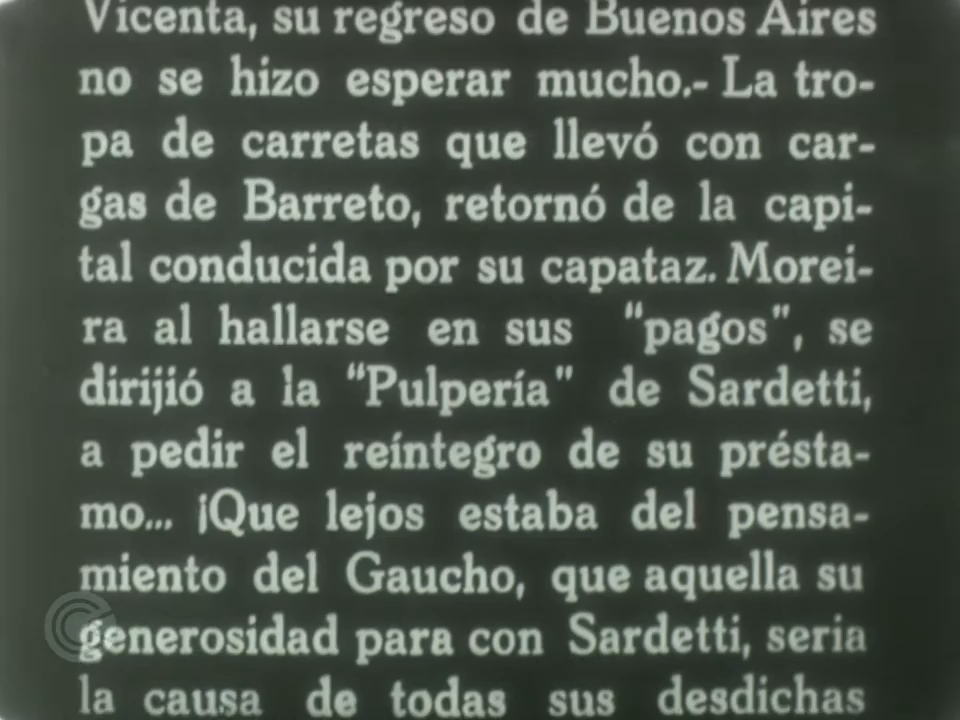 Vicenta, su regreso de Buenos Aires
no se hizo esperar mucho.- La tro-
pa de carretas que llevó con car-
gas de Barreto, retornó de la capi-
tal conducida por su capataz. Morei-
ra al hallarse en sus "pagos", se
dirijió a la "Pulpería" de Sardetti,
a pedir el reíntegro de su présta-
mo... ¡Que lejos estaba del pensa-
miento del Gaucho, que aquella su
generosidad para con Sardetti, seria
la causa de todas sus desdichas